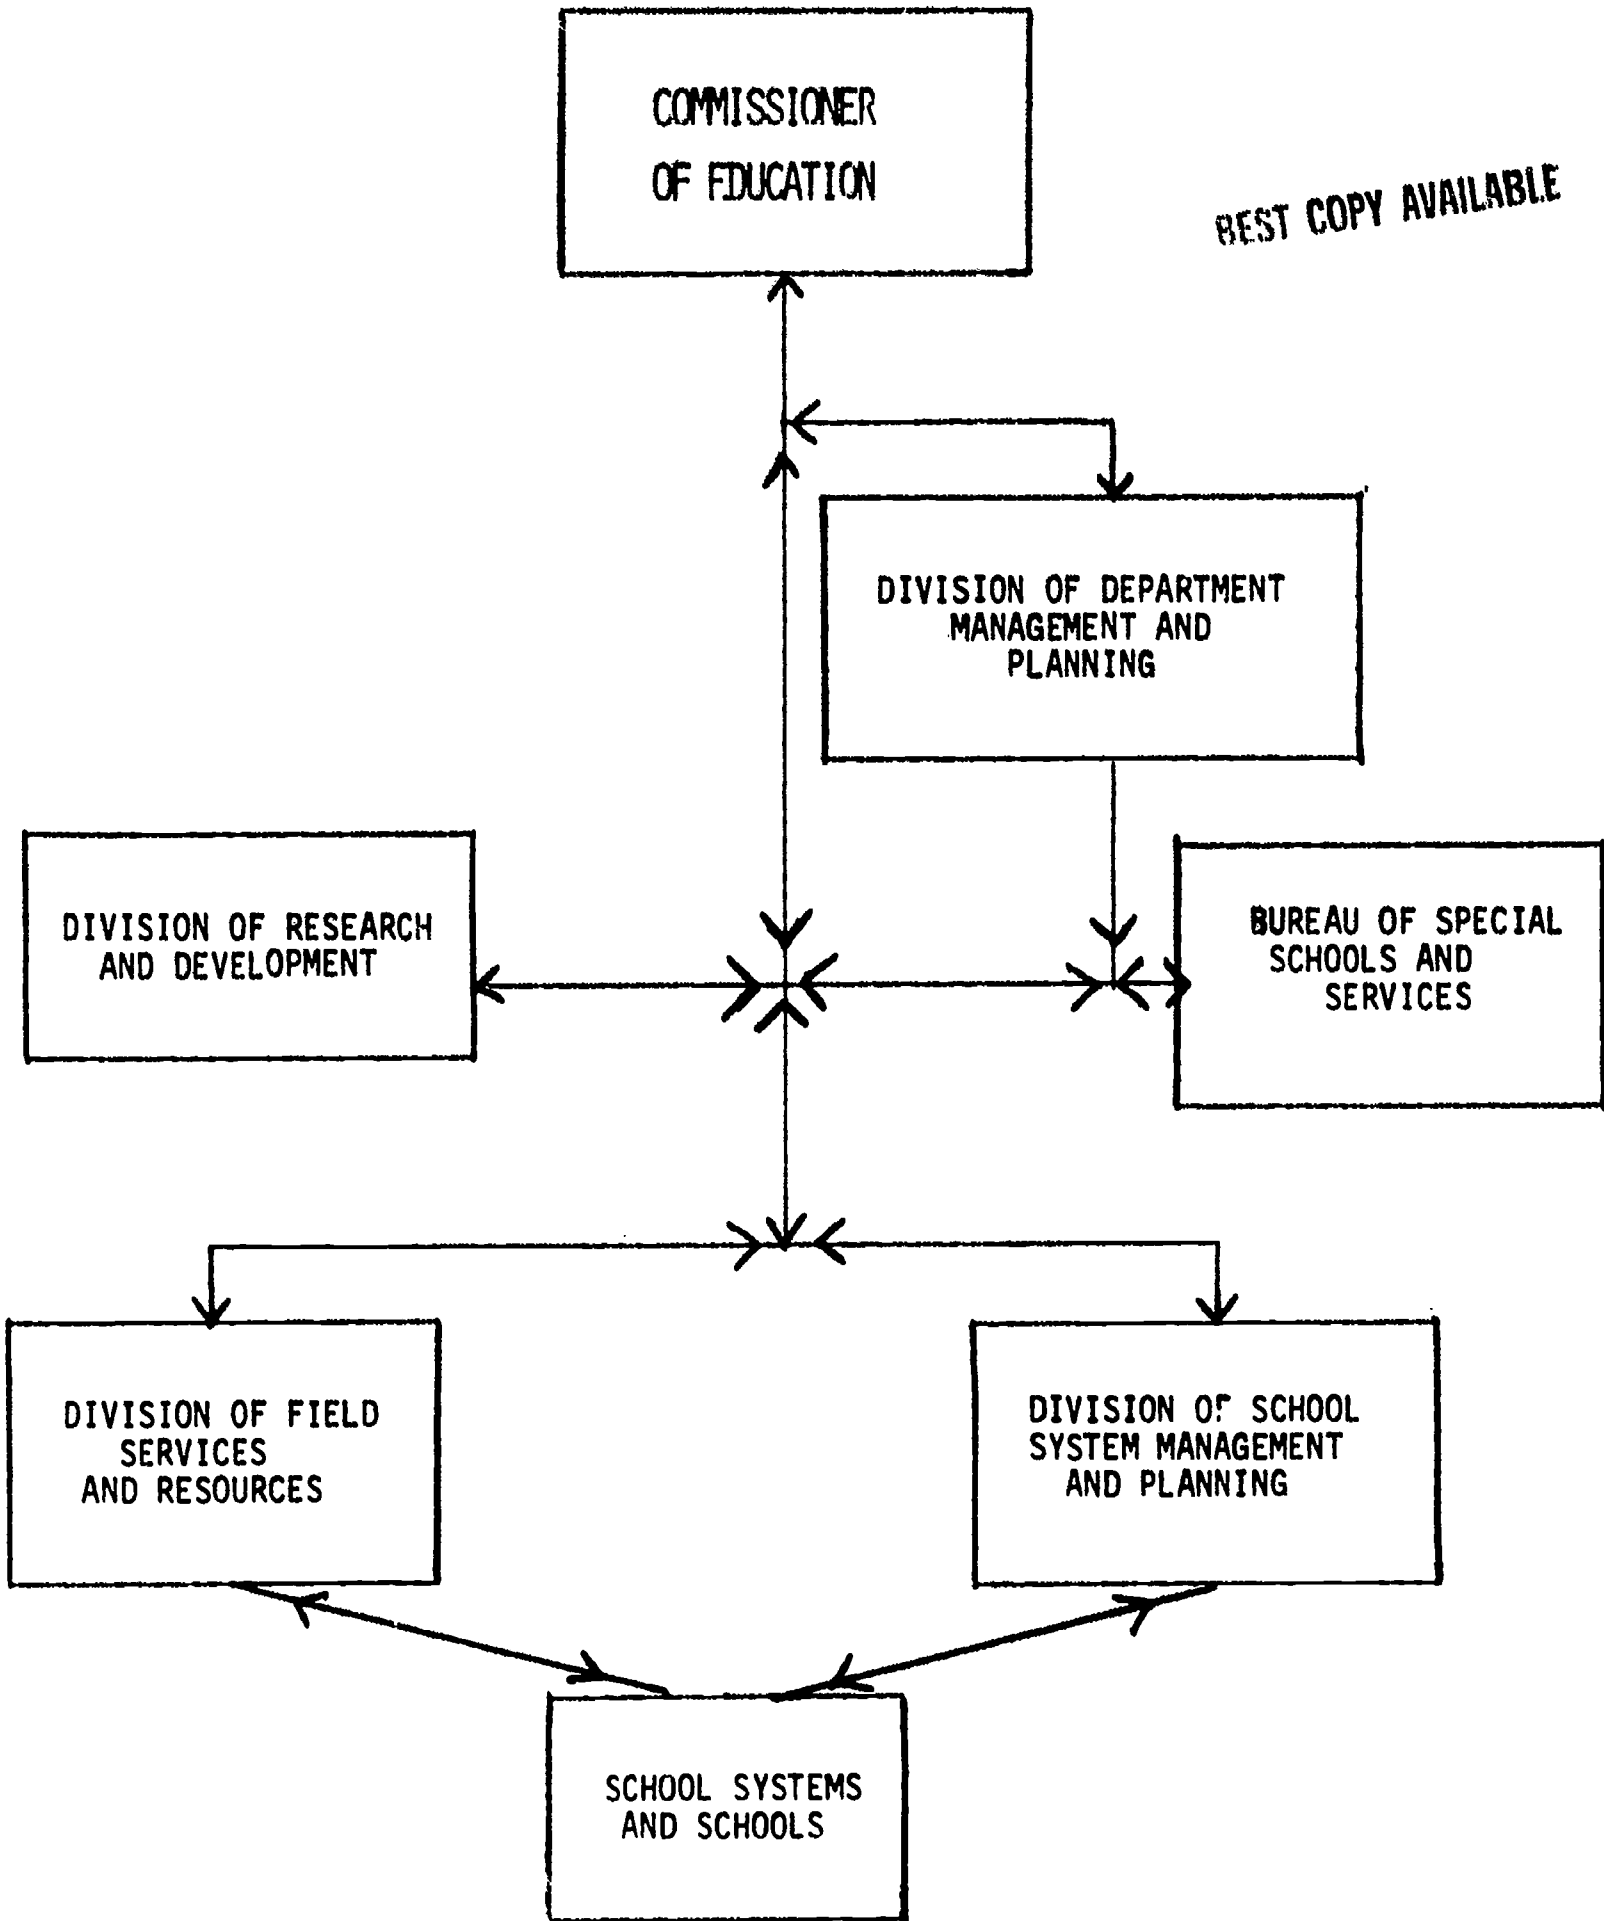 COMMISSIONER
OF EDUCATION
BEST COPY AVAILABLE
DIVISION OF DEPARTMENT
MANAGEMENT AND
PLANNING
DIVISION OF RESEARCH
AND DEVELOPMENT
BUREAU OF SPECIAL
SCHOOLS AND
SERVICES
DIVISION OF FIELD
SERVICES
AND RESOURCES
DIVISION OF SCHOOL
SYSTEM MANAGEMENT
AND PLANNING
SCHOOL SYSTEMS
AND SCHOOLS